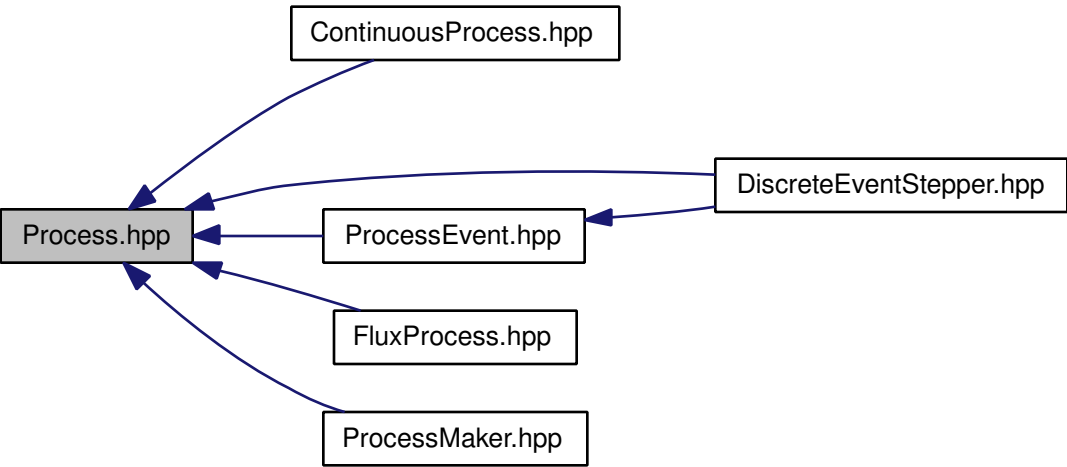 ContinuousProcess.hpp
DiscreteEventStepper.hpp
Process.hpp
ProcessEvent.hpp
FluxProcess.hpp
ProcessMaker.hpp